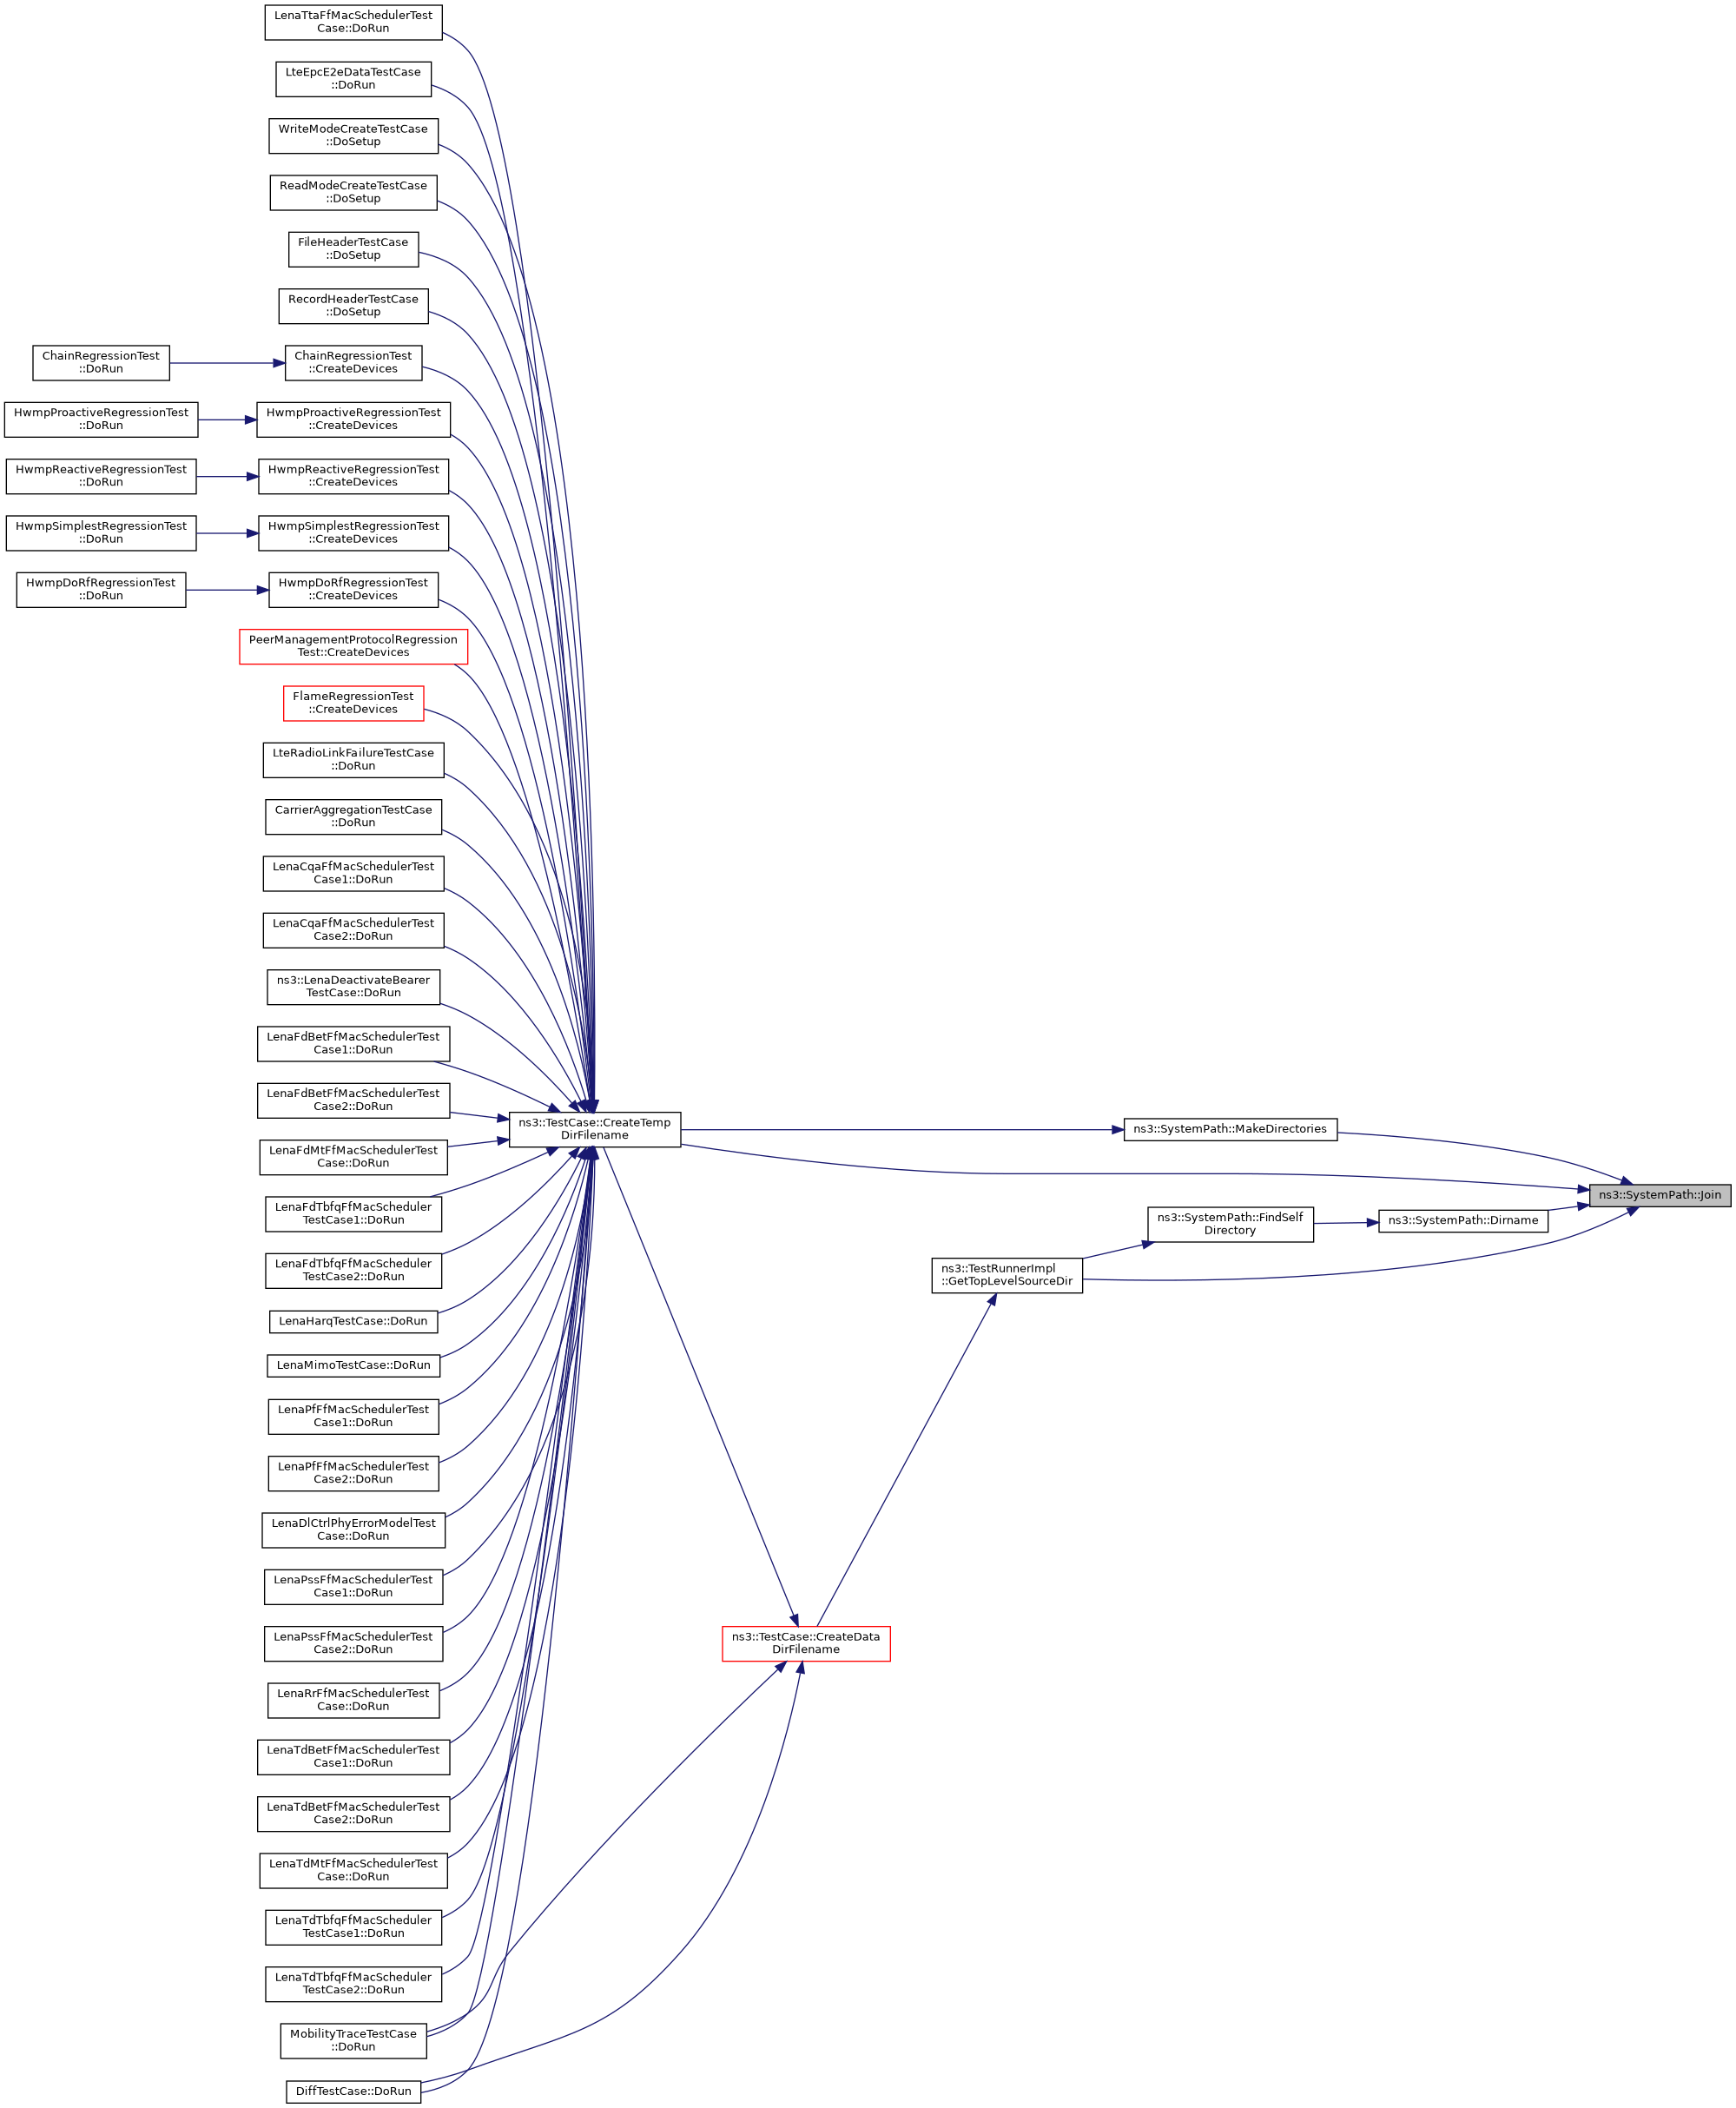 LenaTtaFfMacSchedulerTest
Case::DoRun
LteEpcE2eDataTestCase
::DoRun
WriteModeCreateTestCase
::DoSetup
ReadModeCreateTestCase
::DoSetup
FileHeaderTestCase
::DoSetup
RecordHeaderTestCase
::DoSetup
ChainRegressionTest
::DoRun
ChainRegressionTest
::CreateDevices
HwmpProactiveRegressionTest
::DoRun
HwmpProactiveRegressionTest
::CreateDevices
HwmpReactiveRegressionTest
::DoRun
HwmpReactiveRegressionTest
::CreateDevices
HwmpSimplestRegressionTest
::DoRun
HwmpSimplestRegressionTest
::CreateDevices
HwmpDoRfRegressionTest
::DoRun
HwmpDoRfRegressionTest
::CreateDevices
PeerManagementProtocolRegression
Test::CreateDevices
FlameRegressionTest
::CreateDevices
LteRadioLinkFailureTestCase
::DoRun
CarrierAggregationTestCase
::DoRun
LenaCqaFfMacSchedulerTest
Case1::DoRun
LenaCqaFfMacSchedulerTest
Case2::DoRun
ns3::LenaDeactivateBearer
TestCase::DoRun
LenaFdBetFfMacSchedulerTest
Case1::DoRun
LenaFdBetFfMacSchedulerTest
Case2::DoRun
ns3::TestCase::CreateTemp
DirFilename
ns3::SystemPath::MakeDirectories
LenaFdMtFfMacSchedulerTest
Case::DoRun
ns3::SystemPath::Join
LenaFdTbfqFfMacScheduler
TestCase1::DoRun
ns3::SystemPath::FindSelf
Directory
ns3::SystemPath::Dirname
LenaFdTbfqFfMacScheduler
TestCase2::DoRun
ns3::TestRunnerImpl
::GetTopLevelSourceDir
LenaHarqTestCase::DoRun
LenaMimoTestCase::DoRun
LenaPfFfMacSchedulerTest
Case1::DoRun
LenaPfFfMacSchedulerTest
Case2::DoRun
LenaDlCtrlPhyErrorModelTest
Case::DoRun
LenaPssFfMacSchedulerTest
Case1::DoRun
LenaPssFfMacSchedulerTest
Case2::DoRun
ns3::TestCase::CreateData
DirFilename
LenaRrFfMacSchedulerTest
Case::DoRun
LenaTdBetFfMacSchedulerTest
Case1::DoRun
LenaTdBetFfMacSchedulerTest
Case2::DoRun
LenaTdMtFfMacSchedulerTest
Case::DoRun
LenaTdTbfqFfMacScheduler
TestCase1::DoRun
LenaTdTbfqFfMacScheduler
TestCase2::DoRun
MobilityTraceTestCase
::DoRun
DiffTestCase::DoRun